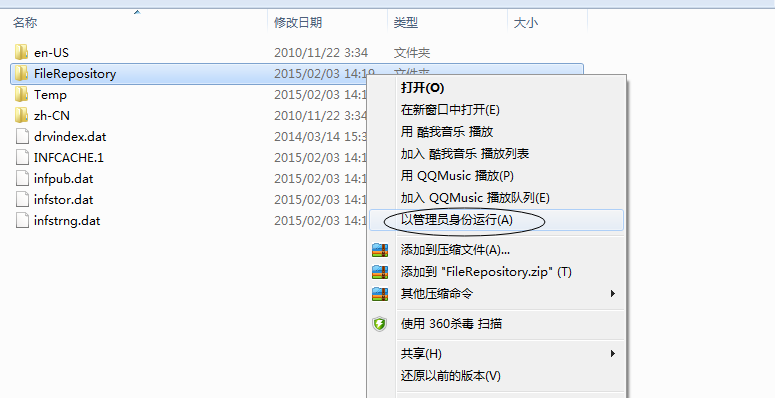 名称 修改日期 类型 大小
en-US 2010/11/22 3:34 文件夹
FileRepository 2015/02/03 14:19 文件夹
Temp 2015/02/03 14:1
zh-CN 2010/11/22 3:34
drvindex.dat 2014/03/14 15:3
INFCACHE.1 2015/02/03 14:1
infpub.dat 2015/02/03 14:1
infstor.dat 2015/02/03 14:1
infstrng.dat 2015/02/03 14:1
打开(O)
在新窗口中打开(E)
用 酷我音乐 播放
加入 酷我音乐 播放列表
用 QQMusic 播放(P)
加入 QQMusic 播放队列(E)
以管理员身份运行(A)
添加到压缩文件(A)...
添加到 "FileRepository.zip" (T)
其他压缩命令
使用 360杀毒 扫描
共享(H)
还原以前的版本(V)